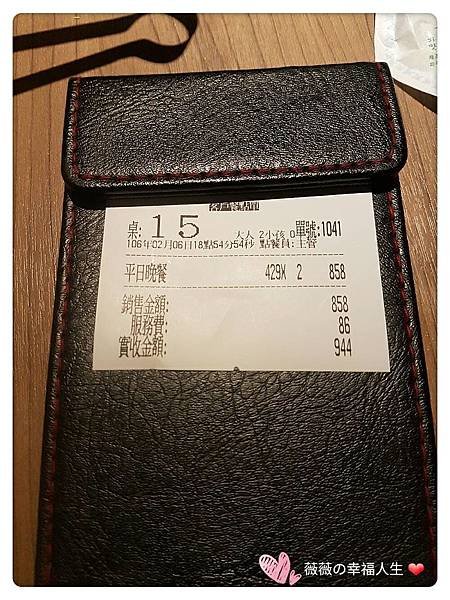 桌: 15 大人 2小孩 0單號:1041
106年02月06日18點54分54秒 點餐員:主管
平日晚餐 429X 2 858
銷售金額: 858
服務費: 86
實收金額: 944
薇薇の幸福人生